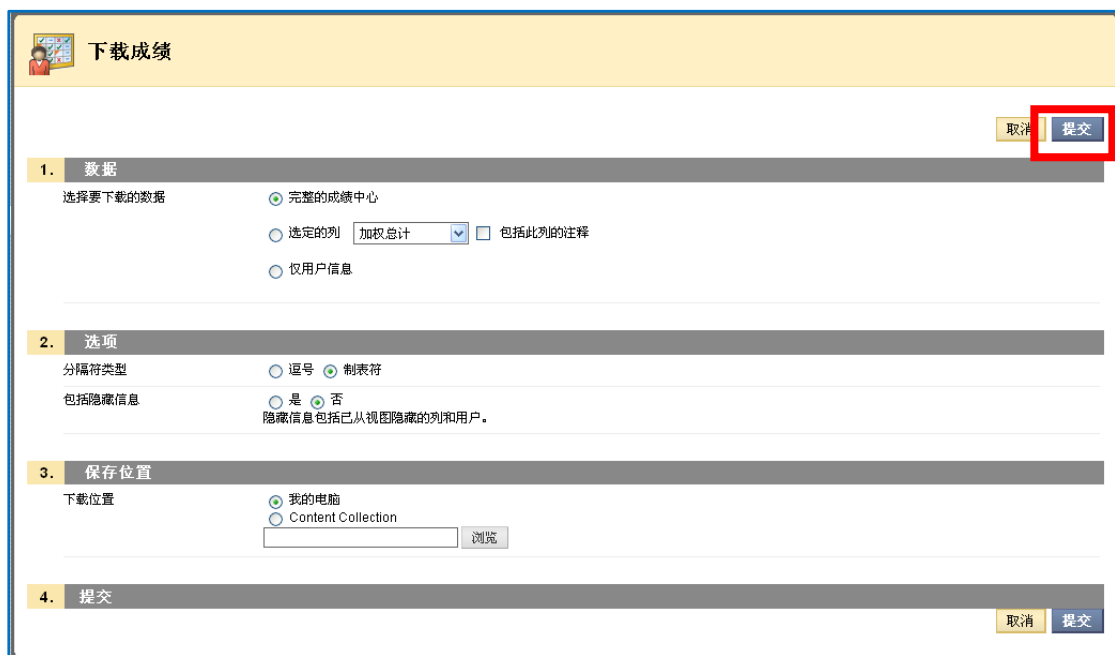 下载成绩
取消 提交
1. 数据
选择要下载的数据 完整的成绩中心
选定的列 加权总计 包括此列的注释
仅用户信息
2. 选项
分隔符类型 逗号 制表符
包括隐藏信息 是 否
隐藏信息包括已从视图隐藏的列和用户。
3. 保存位置
下载位置 我的电脑
Content Collection
浏览
4. 提交
取消 提交